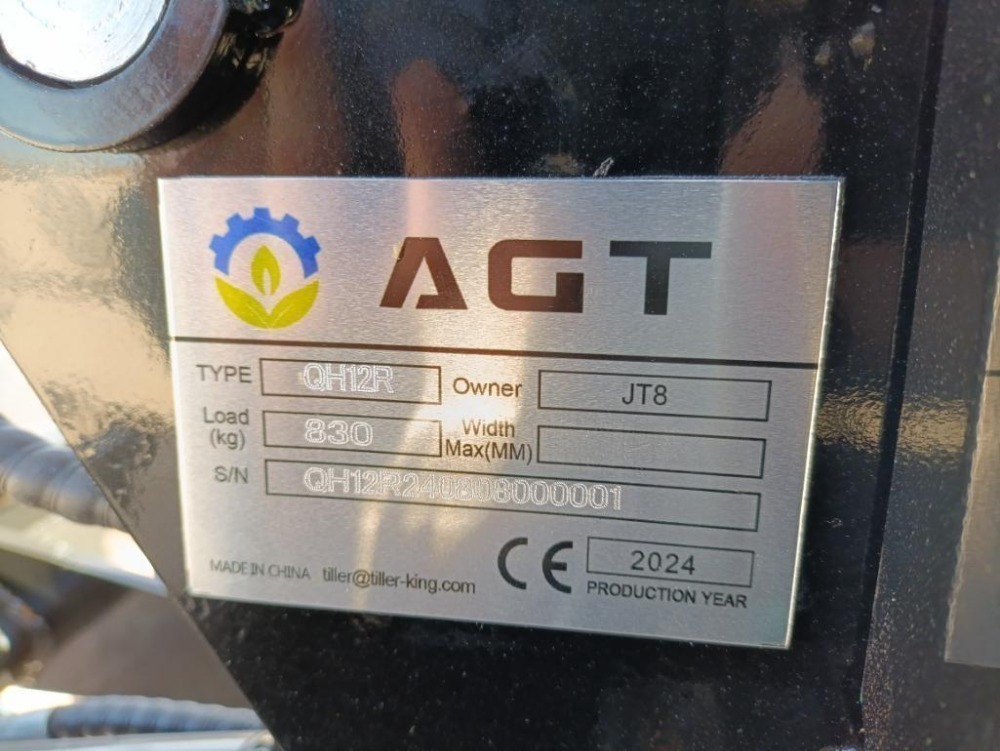 AGT
TYPE QH12R Owner JT8
Load (kg) 830 Width Max(MM)
S/N QH12R240808000001
MADE IN CHINA tiller@tiller-king.com CE 2024
PRODUCTION YEAR